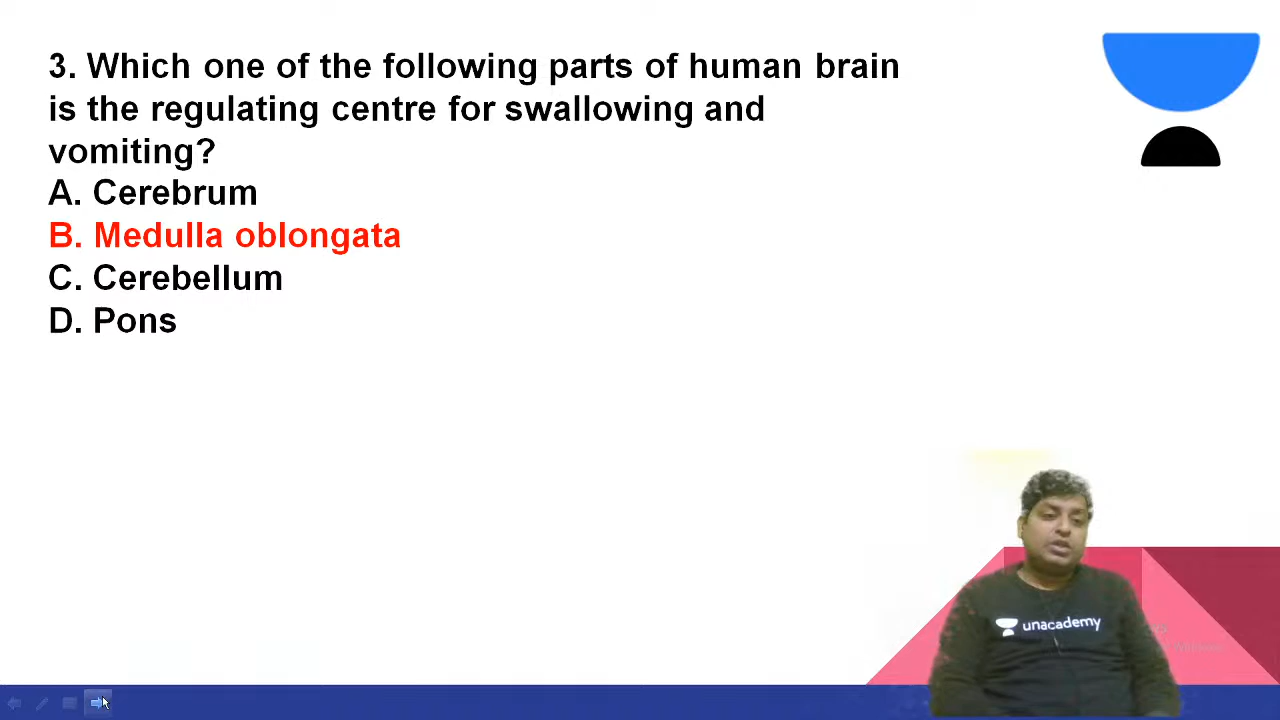 3. Which one of the following parts of human brain
is the regulating centre for swallowing and
vomiting?
A. Cerebrum
B. Medulla oblongata
C. Cerebellum
D. Pons
unacademy